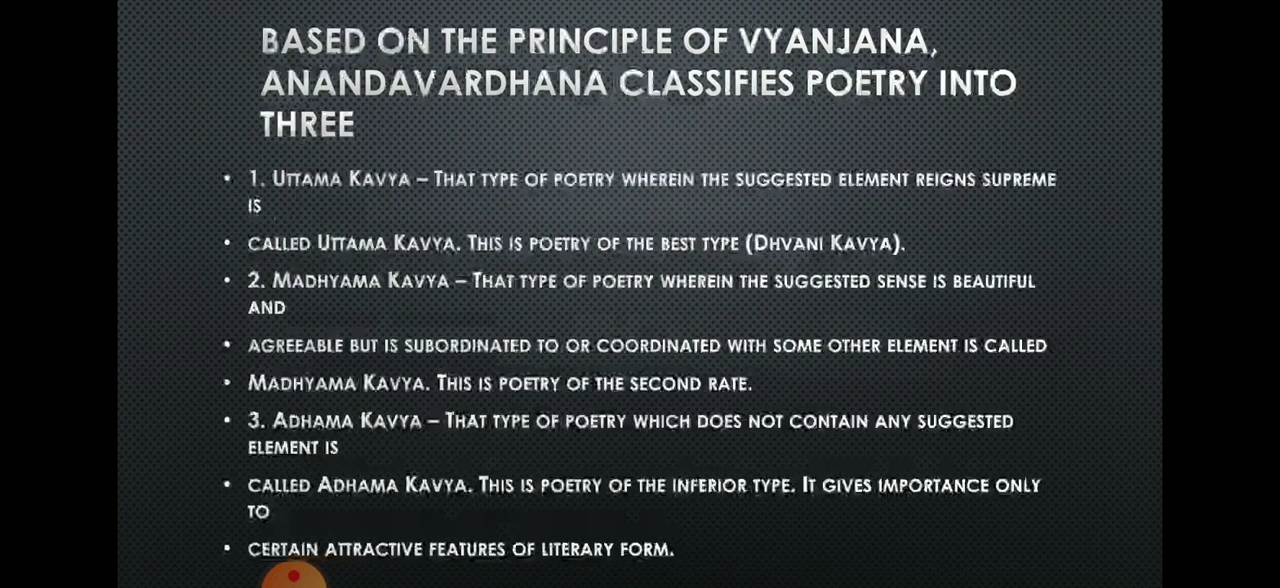 BASED ON THE PRINCIPLE OF VYANJANA,
ANANDAVARDHANA CLASSIFIES POETRY INTO
THREE
• 1. UTTAMA KAVYA – THAT TYPE OF POETRY WHEREIN THE SUGGESTED ELEMENT REIGNS SUPREME
IS
• CALLED UTTAMA KAVYA. THIS IS POETRY OF THE BEST TYPE (DHVANI KAVYA).
• 2. MADHYAMA KAVYA – THAT TYPE OF POETRY WHEREIN THE SUGGESTED SENSE IS BEAUTIFUL
AND
• AGREEABLE BUT IS SUBORDINATED TO OR COORDINATED WITH SOME OTHER ELEMENT IS CALLED
• MADHYAMA KAVYA. THIS IS POETRY OF THE SECOND RATE.
• 3. ADHAMA KAVYA – THAT TYPE OF POETRY WHICH DOES NOT CONTAIN ANY SUGGESTED
ELEMENT IS
• CALLED ADHAMA KAVYA. THIS IS POETRY OF THE INFERIOR TYPE. IT GIVES IMPORTANCE ONLY
TO
• CERTAIN ATTRACTIVE FEATURES OF LITERARY FORM.